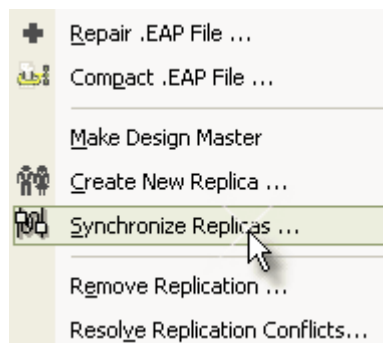 Repair .EAP File ...
Compact .EAP File ...
Make Design Master
Create New Replica ...
Synchronize Replicas ...
Remove Replication ...
Resolve Replication Conflicts...